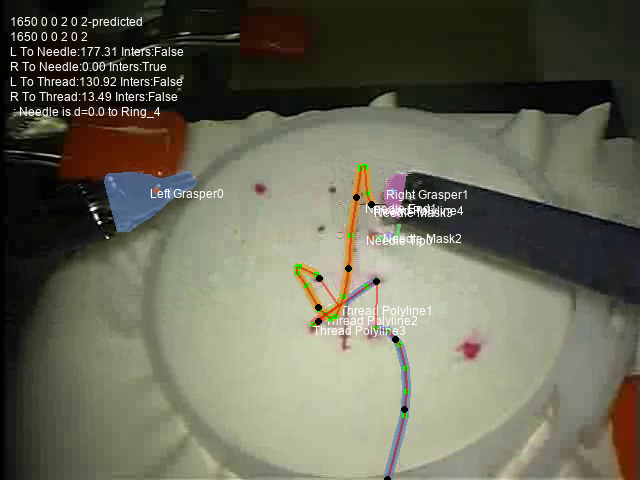 1650 0 0 2 0 2-predicted
1650 0 0 2 0 2
L To Needle:177.31 Inters:False
R To Needle:0.00 Inters:True
L To Thread:130.92 Inters:False
R To Thread:13.49 Inters:False
: Needle is d=0.0 to Ring_4
Left Grasper0
Right Grasper1
Needle Mask3
Needle Mask2
Thread Polyline1
Thread Polyline2
Thread Polyline3